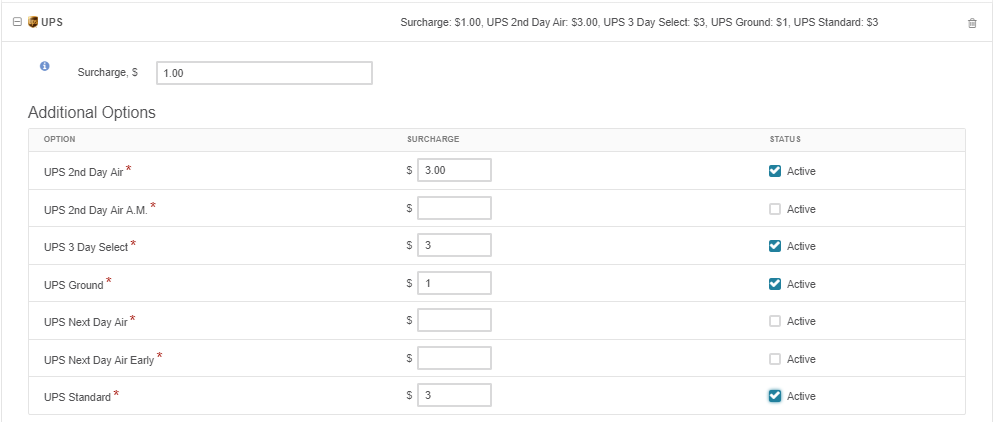 UPS Surcharge: $1.00, UPS 2nd Day Air: $3.00, UPS 3 Day Select: $3, UPS Ground: $1, UPS Standard: $3
Surcharge, $ 1.00
Additional Options
OPTION SURCHARGE STATUS
UPS 2nd Day Air * $ 3.00 Active
UPS 2nd Day Air A.M. * $ Active
UPS 3 Day Select * $ 3 Active
UPS Ground * $ 1 Active
UPS Next Day Air * $ Active
UPS Next Day Air Early * $ Active
UPS Standard * $ 3 Active